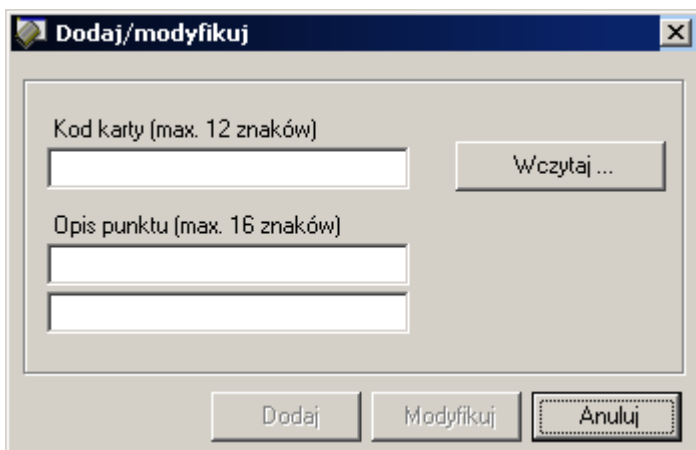 Dodaj/modyfikuj
Kod karty (max. 12 znaków)
Wczytaj ...
Opis punktu (max. 16 znaków)
Dodaj Modyfikuj Anuluj